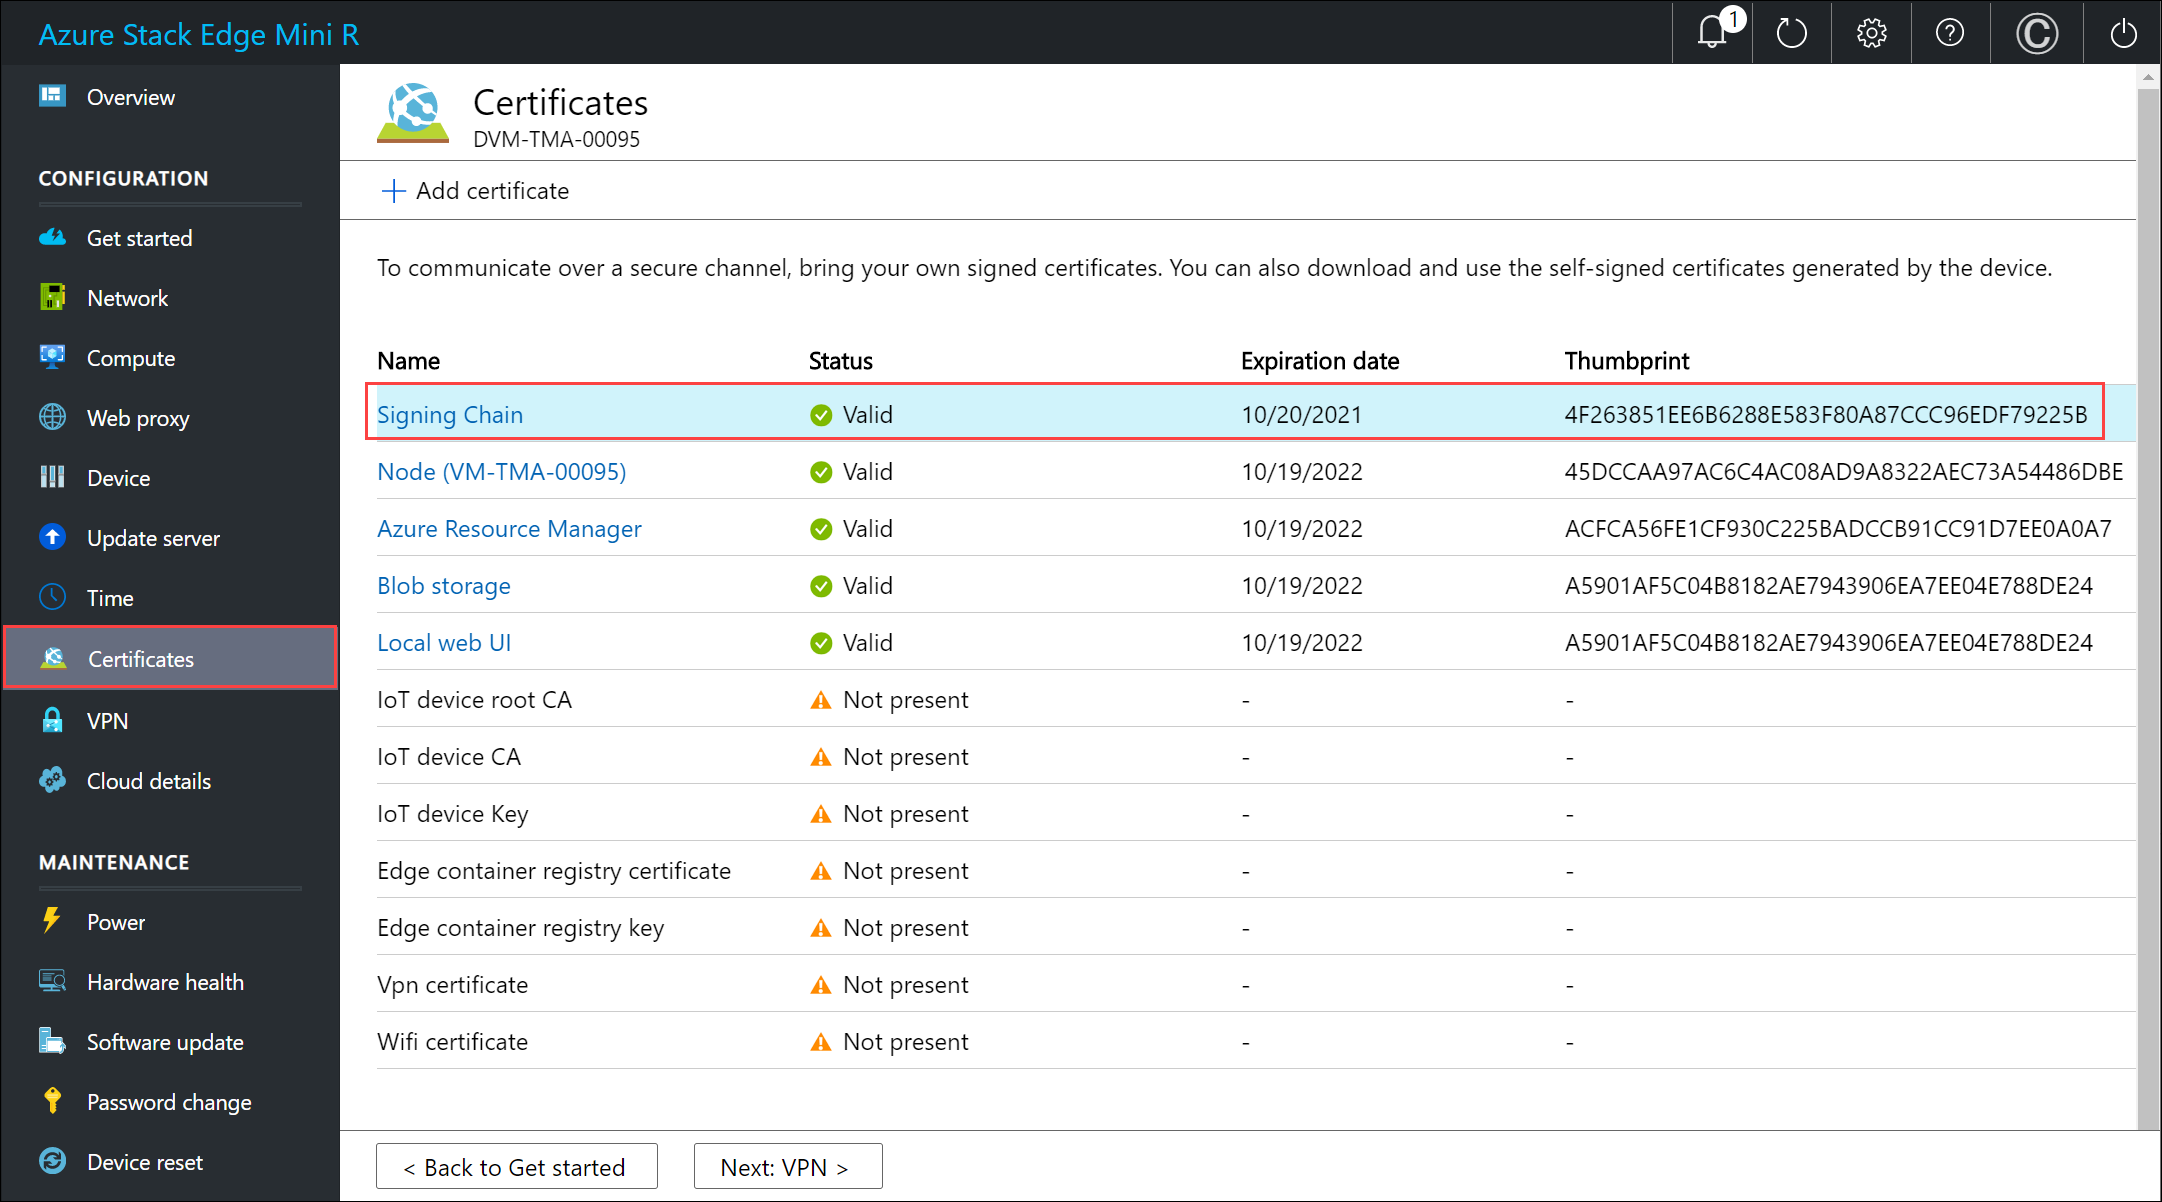 Azure Stack Edge Mini R
1
Overview
CONFIGURATION
Get started
Network
Compute
Web proxy
Device
Update server
Time
Certificates
VPN
Cloud details
MAINTENANCE
Power
Hardware health
Software update
Password change
Device reset
Certificates
DVM-TMA-00095
Add certificate
To communicate over a secure channel, bring your own signed certificates. You can also download and use the self-signed certificates generated by the device.
Name Status Expiration date Thumbprint
Signing Chain Valid 10/20/2021 4F263851EE6B6288E583F80A87CCC96EDF79225B
Node (VM-TMA-00095) Valid 10/19/2022 45DCCAA97AC6C4AC08AD9A8322AEC73A54486DBE
Azure Resource Manager Valid 10/19/2022 ACFCA56FE1CF930C225BADCCB91CC91D7EE0A0A7
Blob storage Valid 10/19/2022 A5901AF5C04B8182AE7943906EA7EE04E788DE24
Local web UI Valid 10/19/2022 A5901AF5C04B8182AE7943906EA7EE04E788DE24
IoT device root CA Not present - -
IoT device CA Not present - -
IoT device Key Not present - -
Edge container registry certificate Not present - -
Edge container registry key Not present - -
Vpn certificate Not present - -
Wifi certificate Not present - -
< Back to Get started
Next: VPN >